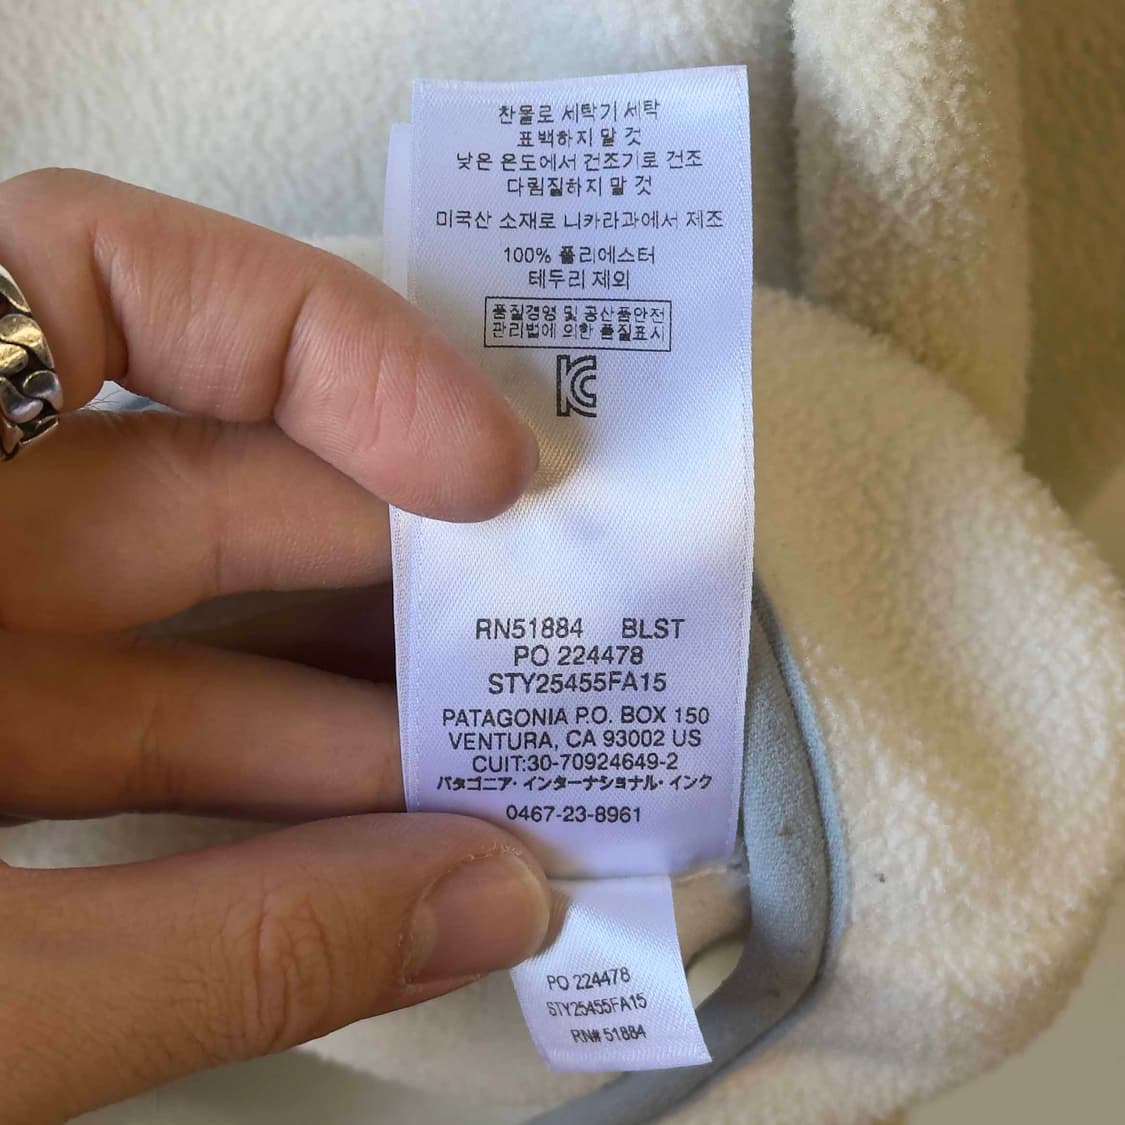 찬물로 세탁기 세탁
표백하지 말 것
낮은 온도에서 건조기로 건조
다림질하지 말 것
미국산 소재로 니카라과에서 제조
100% 폴리에스터
테두리 제외
품질경영 및 공산품안전
관리법에 의한 품질표시
RN51884 BLST
PO 224478
STY25455FA15
PATAGONIA P.O. BOX 150
VENTURA, CA 93002 US
CUIT:30-70924649-2
パタゴニア・インターナショナル・インク
0467-23-8961
PO 224478
STY25455FA15
RN# 51884